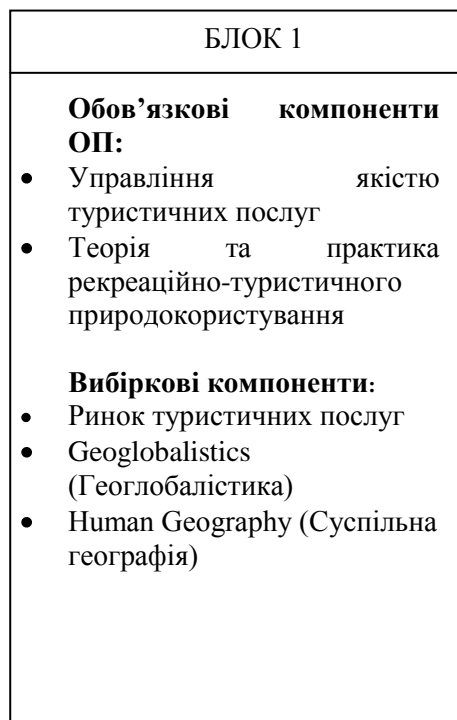 БЛОК 1
Обов’язкові компоненти
ОП:
• Управління якістю
туристичних послуг
• Теорія та практика
рекреаційно-туристичного
природокористування
Вибіркові компоненти:
• Ринок туристичних послуг
• Geoglobalistics
(Геоглобалістика)
• Human Geography (Суспільна
географія)